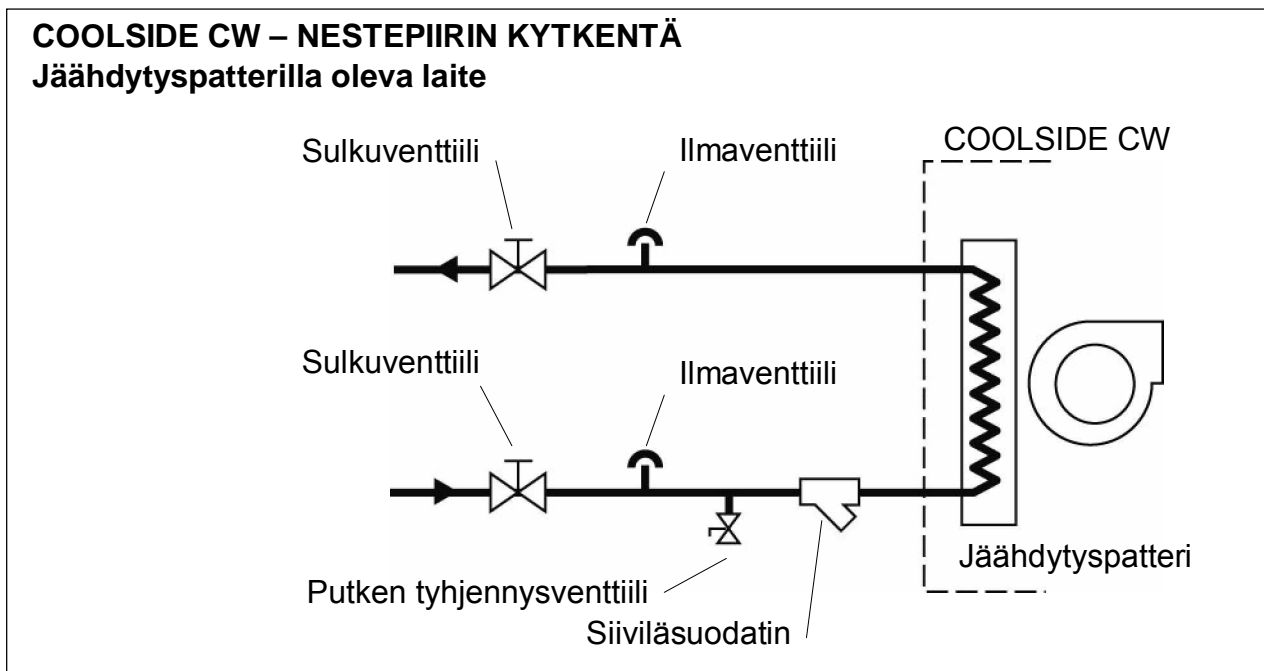 COOLSIDE CW – NESTEPIIRIN KYTKENTÄ
Jäähdytyspatterilla oleva laite
COOLSIDE CW
Sulkuventtiili
Ilmaventtiili
Sulkuventtiili
Ilmaventtiili
Jäähdytyspatteri
Putken tyhjennysventtiili
Siiviläsuodatin